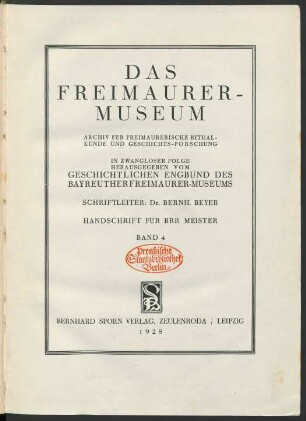 DAS
FREIMAURER-
MUSEUM
ARCHIV FÜR FREIMAURERISCHE RITUAL-
KUNDE UND GESCHICHTS-FORSCHUNG
IN ZWANGLOSER FOLGE
HERAUSGEGEBEN VOM
GESCHICHTLICHEN ENGBUND DES
BAYREUTHER FREIMAURER-MUSEUMS
SCHRIFTLEITER: Dr. BERNH. BEYER
HANDSCHRIFT FÜR BRR MEISTER
BAND 4
Preußische
Staatsbibliothek
Berlin
BERNHARD SPORN VERLAG, ZEULENRODA / LEIPZIG
1928